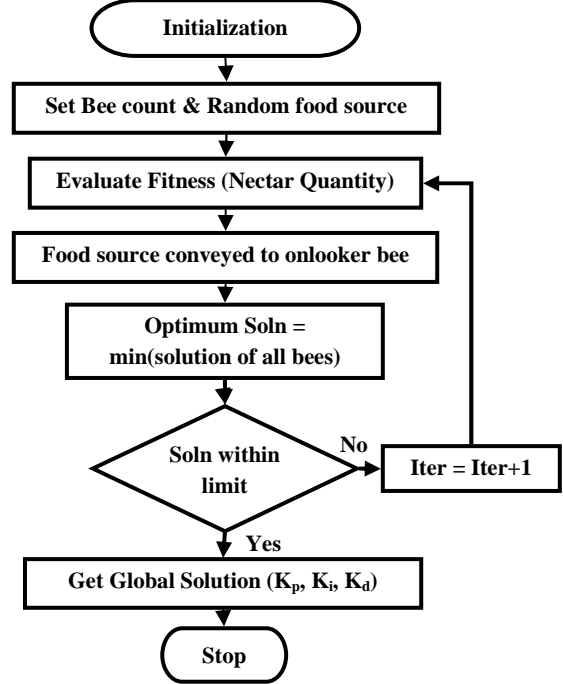 Initialization
Set Bee count & Random food source
Evaluate Fitness (Nectar Quantity)
Food source conveyed to onlooker bee
Optimum Soln =
min(solution of all bees)
Soln within
limit
No
Iter = Iter+1
Yes
Get Global Solution (Kp, Ki, Kd)
Stop